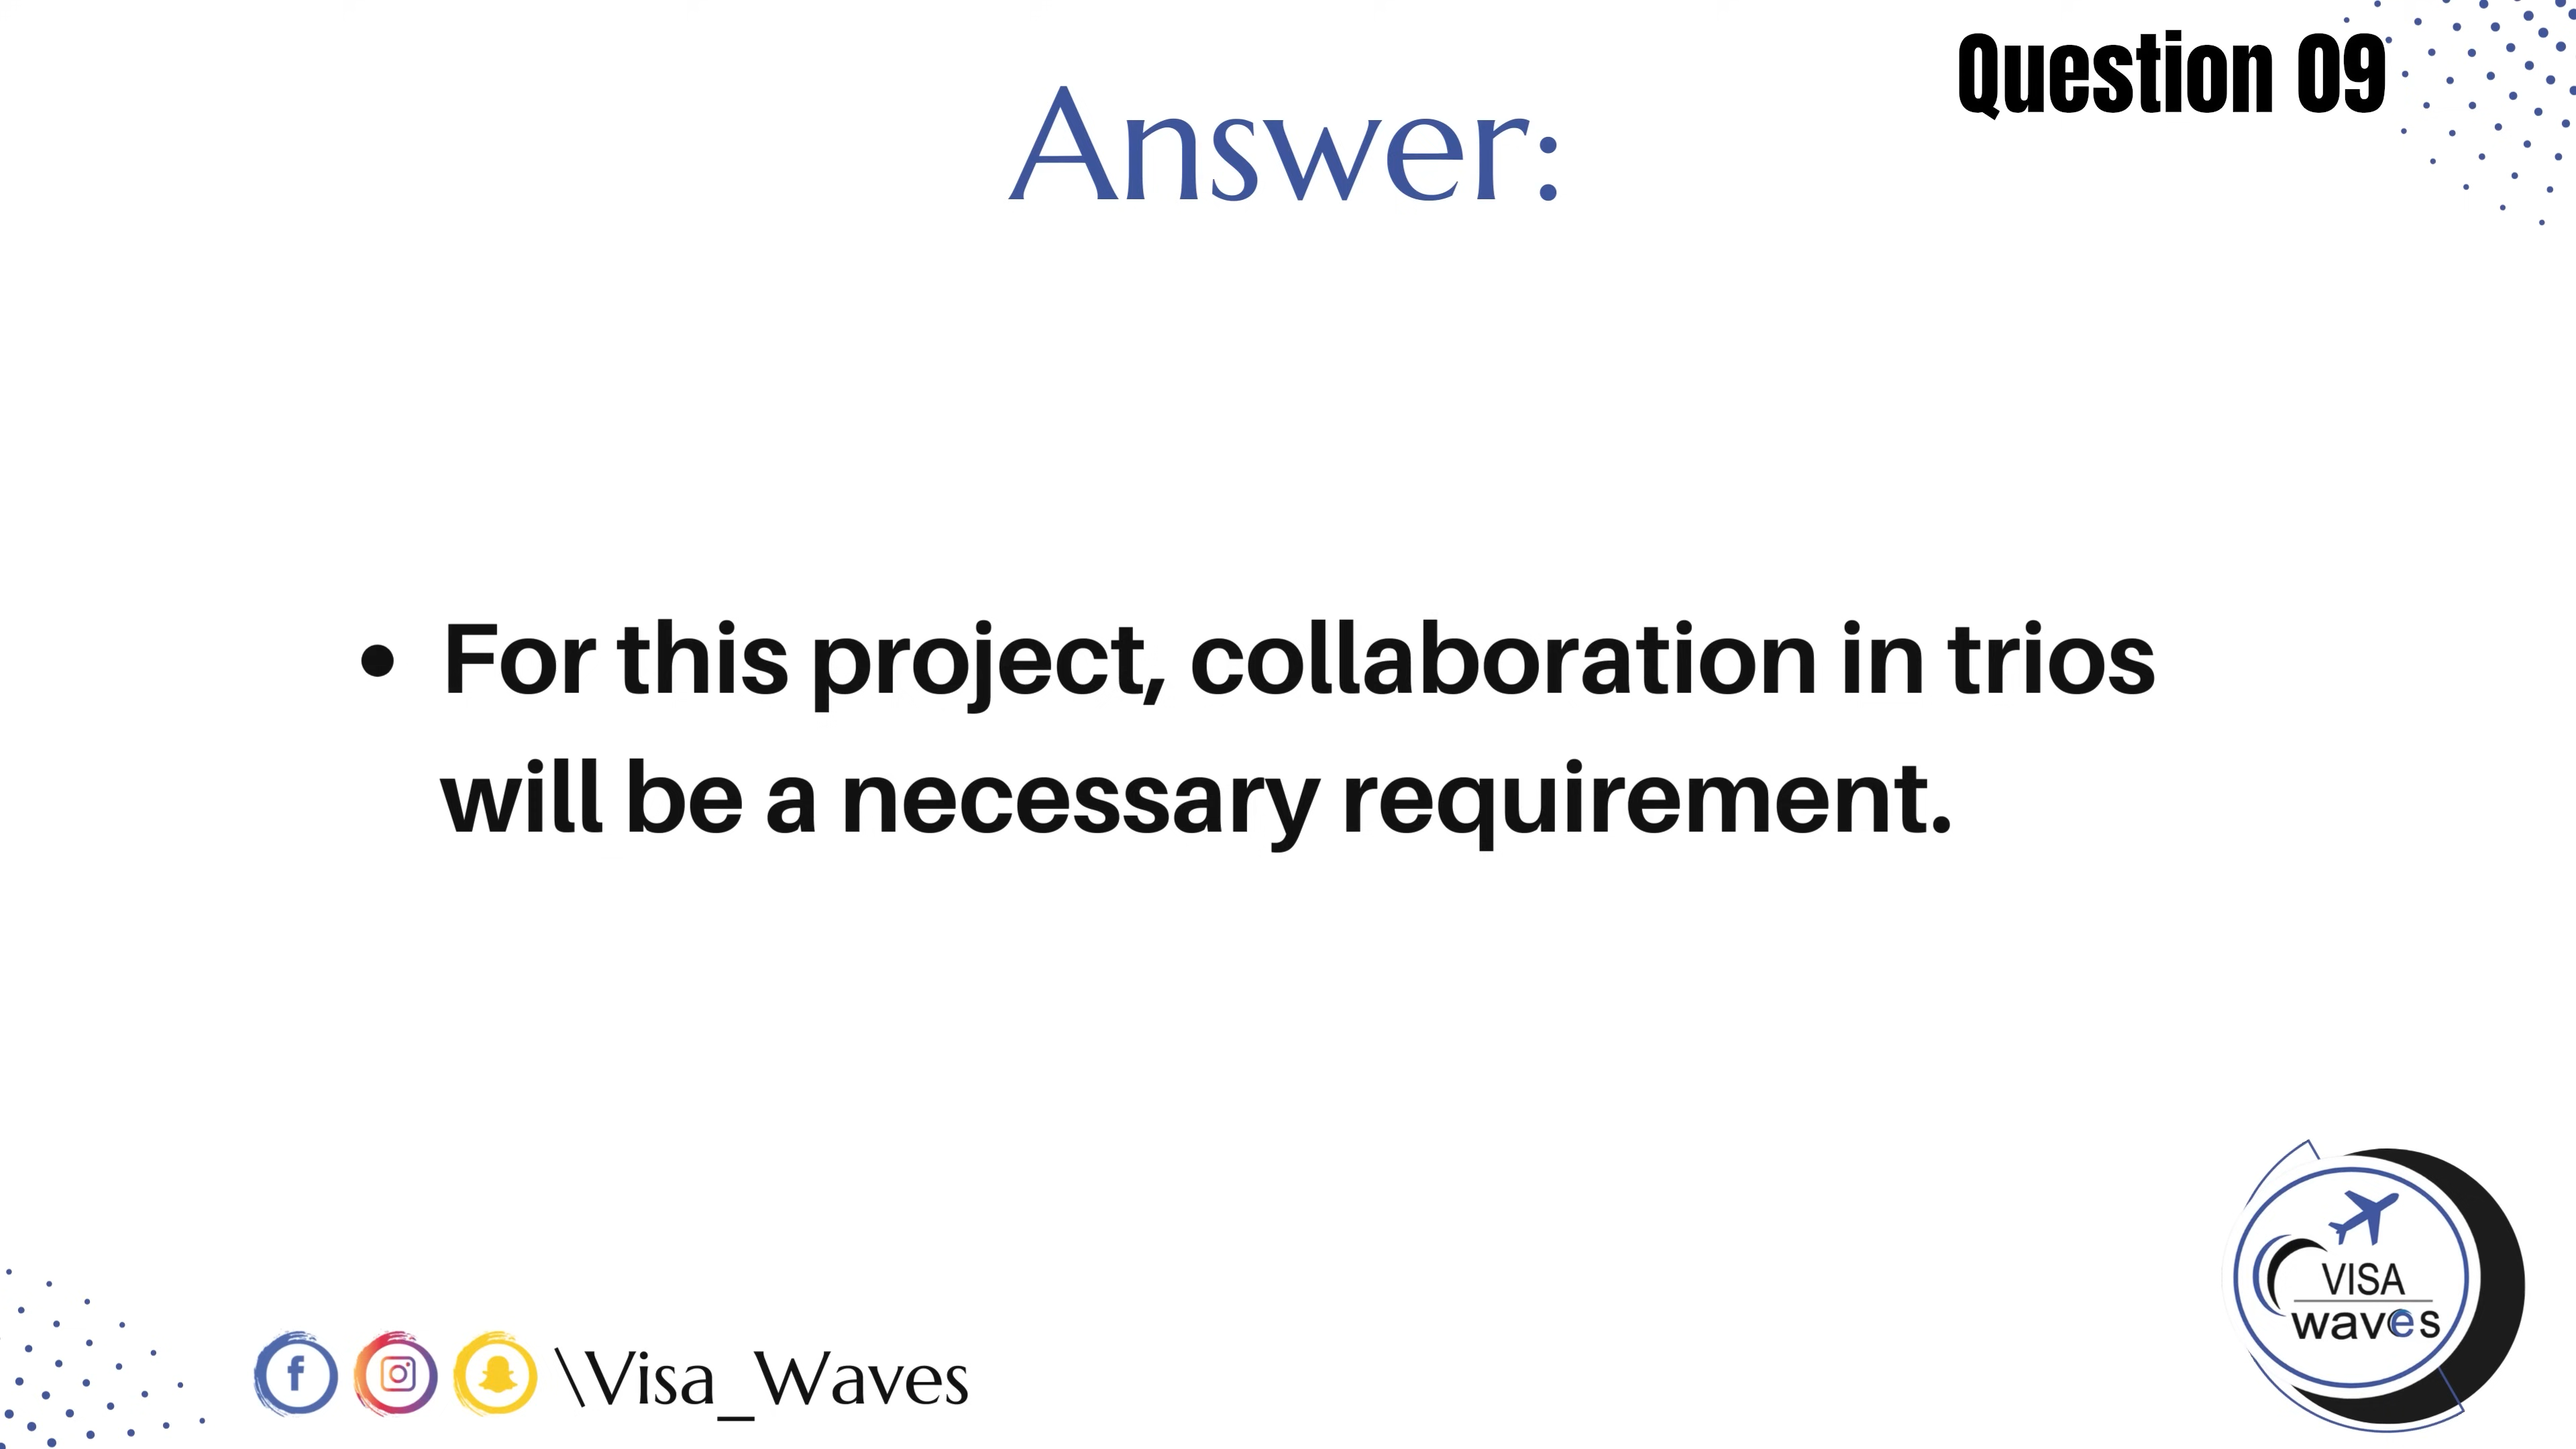 Question 09
Answer:
• For this project, collaboration in trios
will be a necessary requirement.
VISA
waves
\Visa_Waves